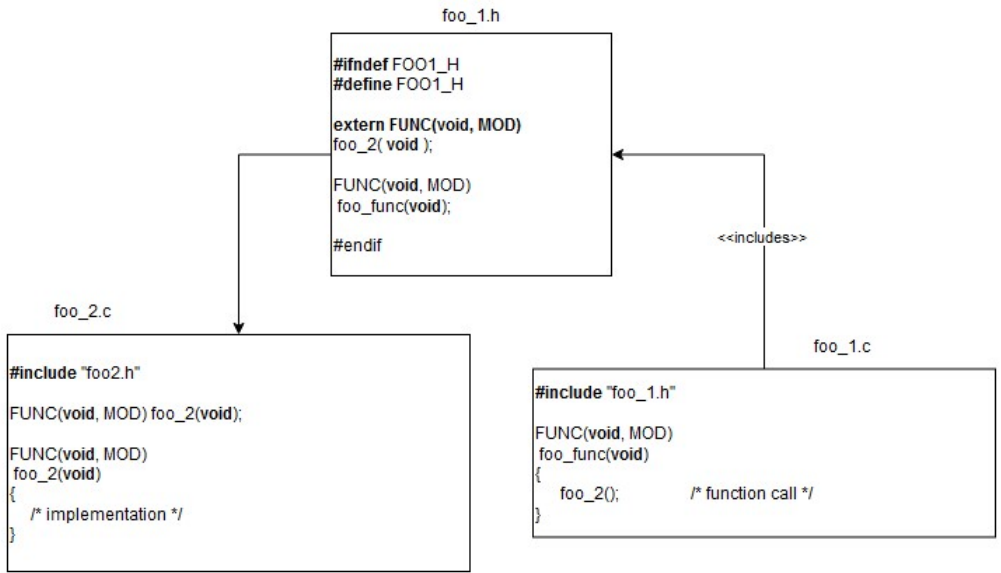 foo_1.h
#ifndef FOO1_H
#define FOO1_H
extern FUNC(void, MOD)
foo_2( void );
FUNC(void, MOD)
foo_func(void);
#endif
<<includes>>
foo_2.c
#include "foo2.h"
FUNC(void, MOD) foo_2(void);
FUNC(void, MOD)
foo_2(void)
{
/* implementation */
}
foo_1.c
#include "foo_1.h"
FUNC(void, MOD)
foo_func(void)
{
foo_2(); /* function call */
}